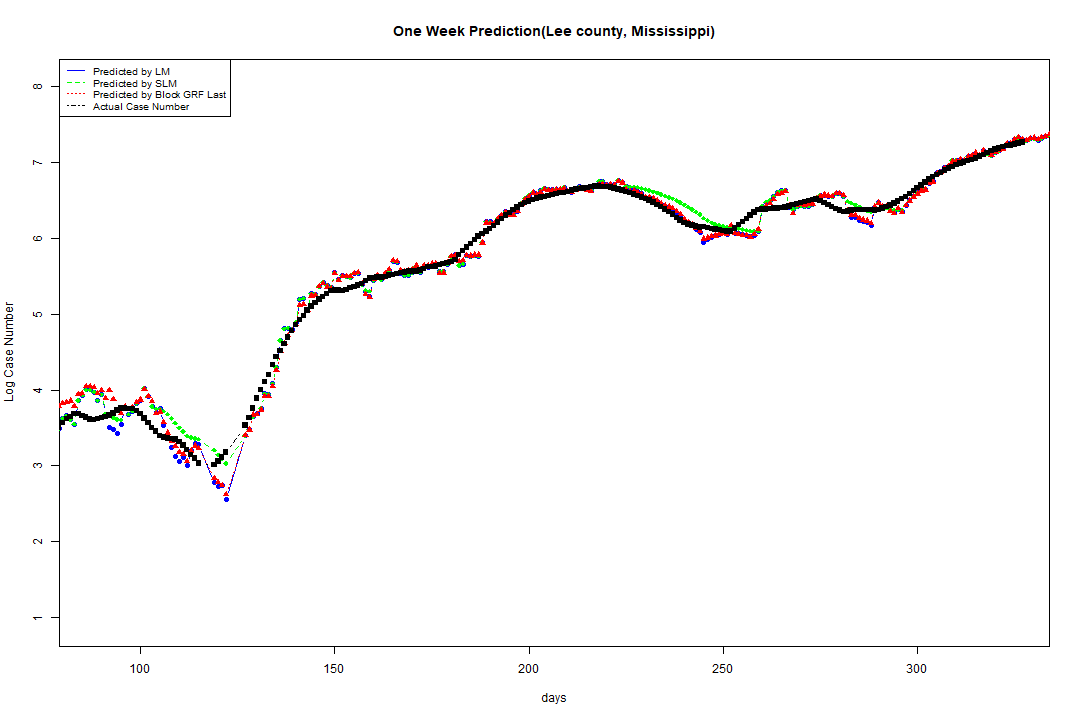 One Week Prediction(Lee county, Mississippi)
Predicted by LM
Predicted by SLM
Predicted by Block GRF Last
Actual Case Number
8
7
6
5
4
3
2
1
Log Case Number
100 150 200 250 300
days